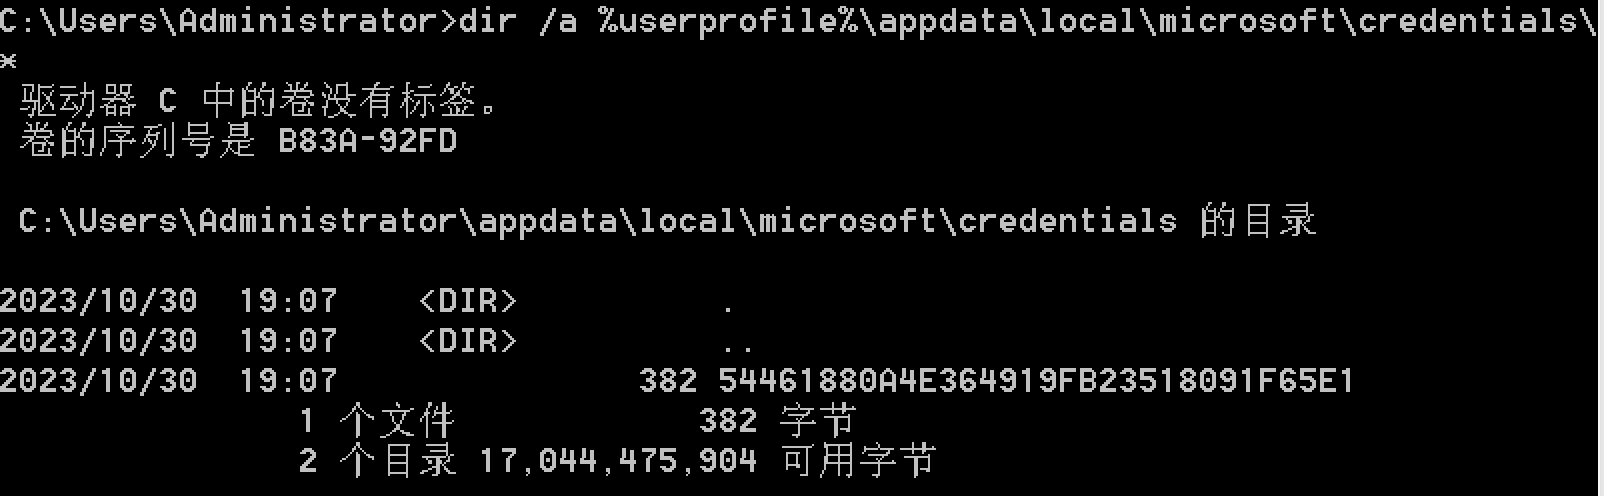 C:\Users\Administrator>dir /a %userprofile%\appdata\local\microsoft\credentials\
*
驱动器 C 中的卷没有标签。
卷的序列号是 B83A-92FD
C:\Users\Administrator\appdata\local\microsoft\credentials 的目录
2023/10/30  19:07    <DIR>          .
2023/10/30  19:07    <DIR>          ..
2023/10/30  19:07               382 54461880A4E364919FB23518091F65E1
1 个文件            382 字节
2 个目录 17,044,475,904 可用字节